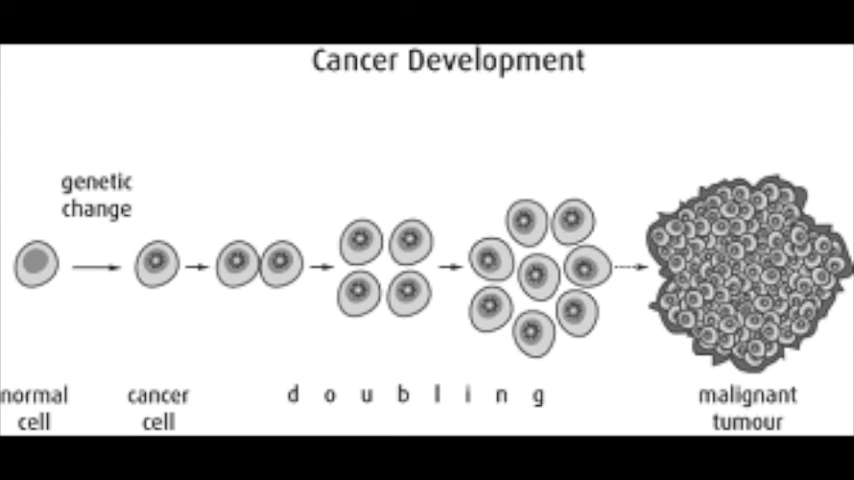 Cancer Development
genetic
change
normal
cell
cancer
cell
d o u b l i n g
malignant
tumour